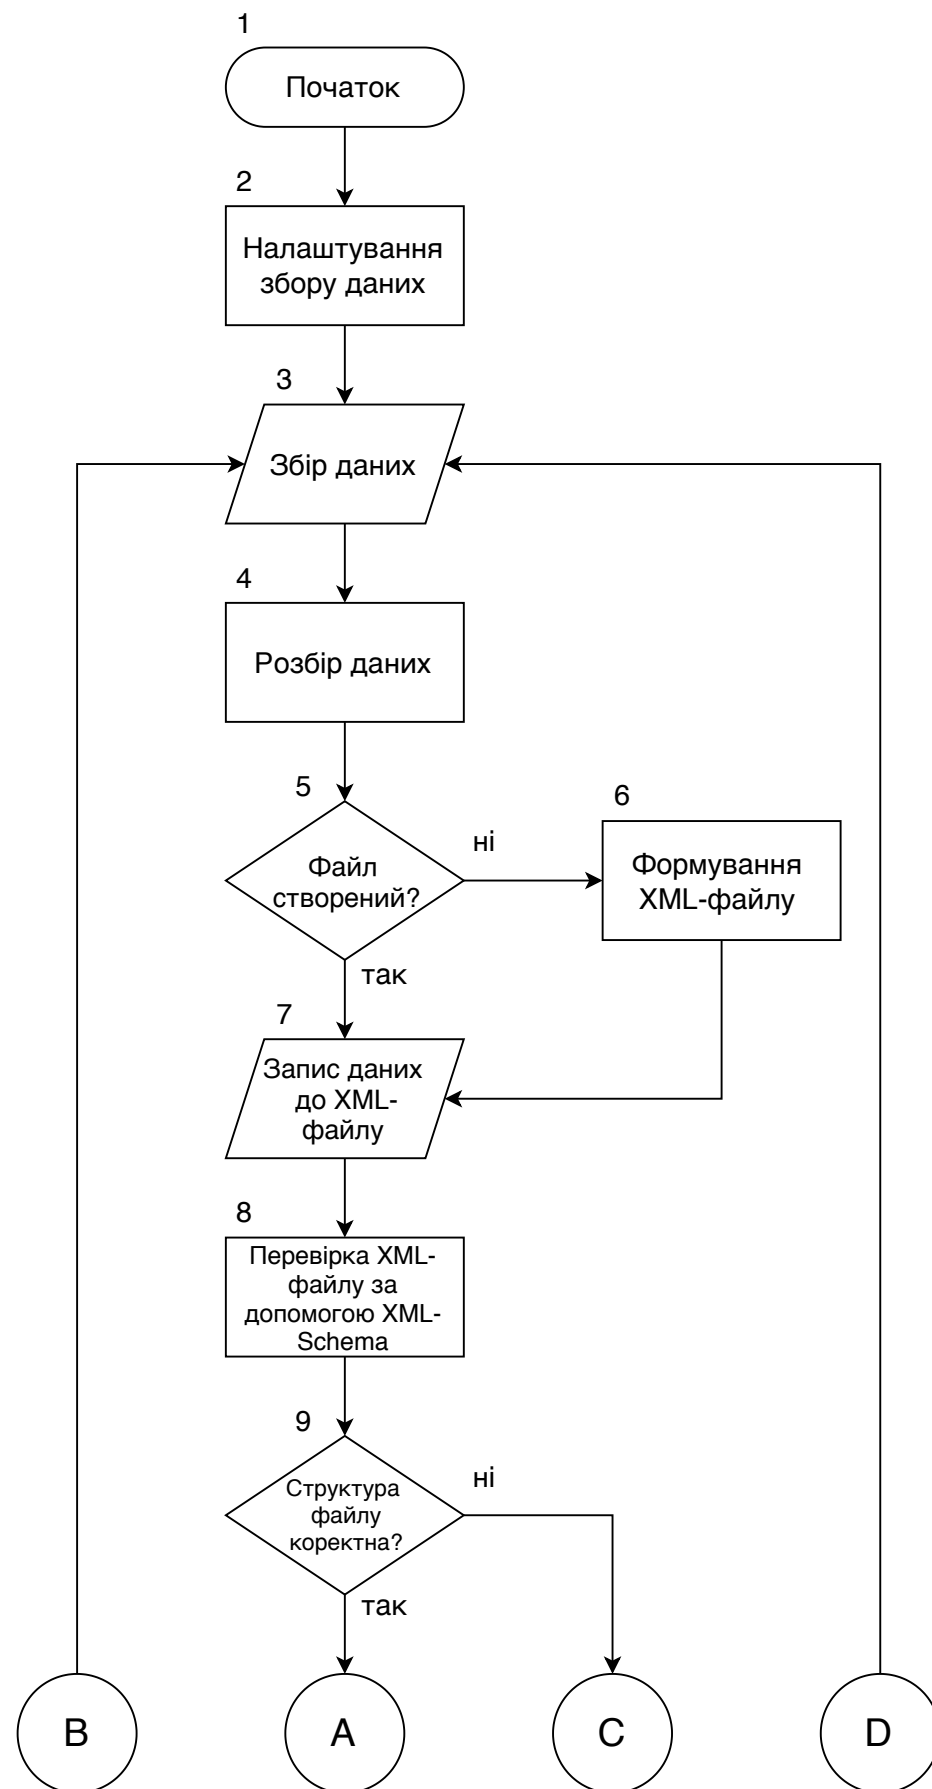 1
Початок
2
Налаштування
збору даних
3
Збір даних
4
Розбір даних
5
Файл
створений?
ні
6
Формування
XML-файлу
так
7
Запис даних
до XML-
файлу
8
Перевірка XML-
файлу за
допомогою XML-
Schema
9
Структура
файлу
коректна?
ні
так
B
A
C
D